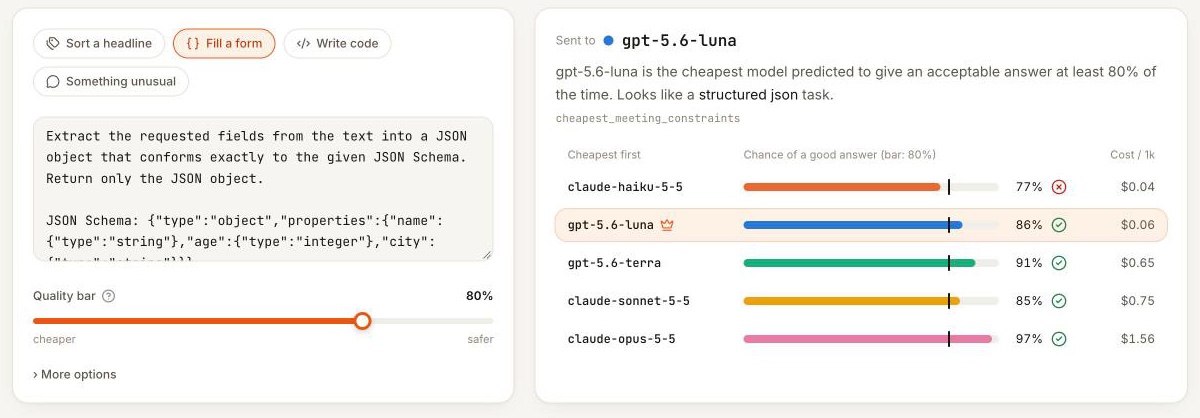 Sort a headline
Fill a form
Write code
Something unusual
Extract the requested fields from the text into a JSON
object that conforms exactly to the given JSON Schema.
Return only the JSON object.
JSON Schema: {"type":"object","properties":{"name":
{"type":"string"},"age":{"type":"integer"},"city":
Quality bar ?
80%
cheaper
safer
› More options
Sent to gpt-5.6-luna
gpt-5.6-luna is the cheapest model predicted to give an acceptable answer at least 80% of
the time. Looks like a structured json task.
cheapest_meeting_constraints
Cheapest first Chance of a good answer (bar: 80%) Cost / 1k
claude-haiku-5-5 77% $0.04
gpt-5.6-luna 86% $0.06
gpt-5.6-terra 91% $0.65
claude-sonnet-5-5 85% $0.75
claude-opus-5-5 97% $1.56